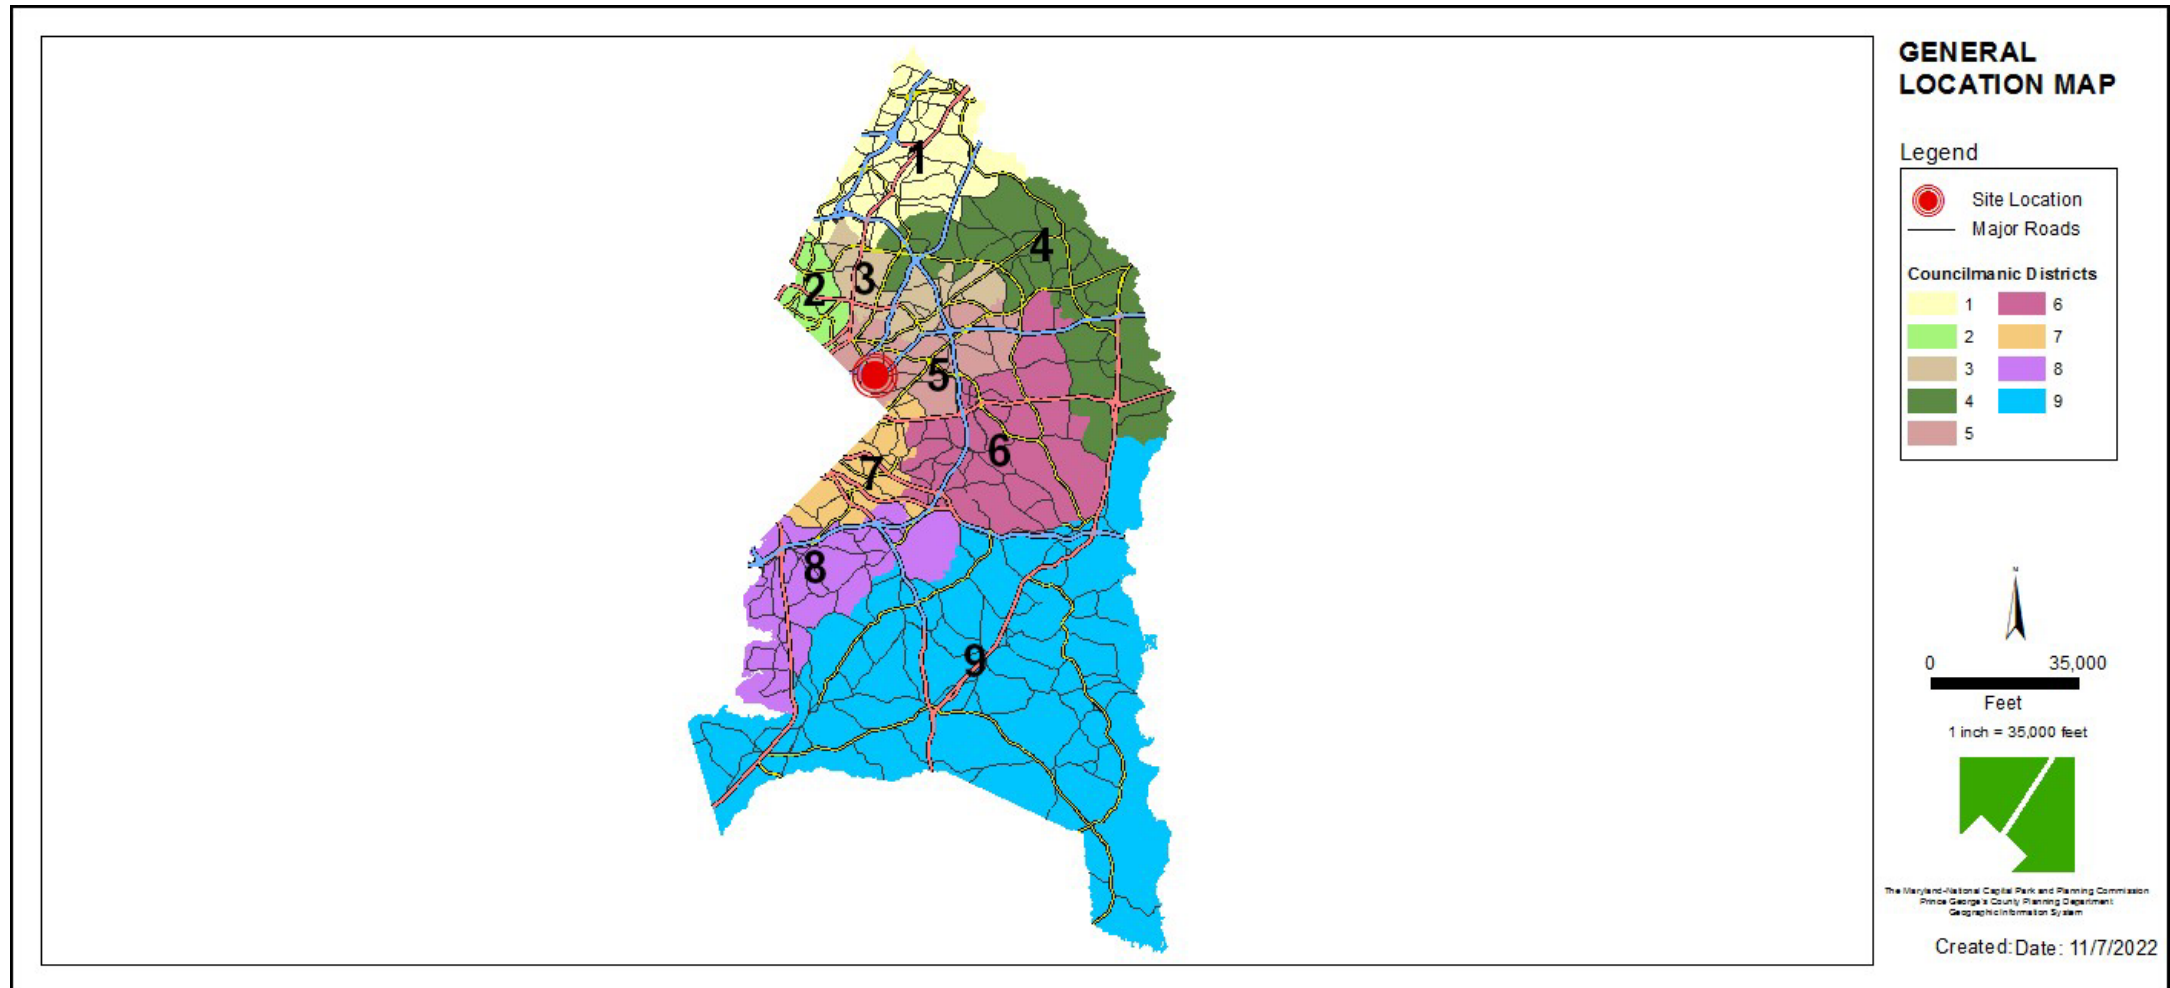 GENERAL
LOCATION MAP
Legend
Site Location
Major Roads
Councilmanic Districts
1 6
2 7
3 8
4 9
5
1
2
3
4
5
6
7
8
9
N
0 35,000
Feet
1 inch = 35,000 feet
The Maryland-National Capital Park and Planning Commission
Prince George's County Planning Department
Geographic Information System
Created: Date: 11/7/2022